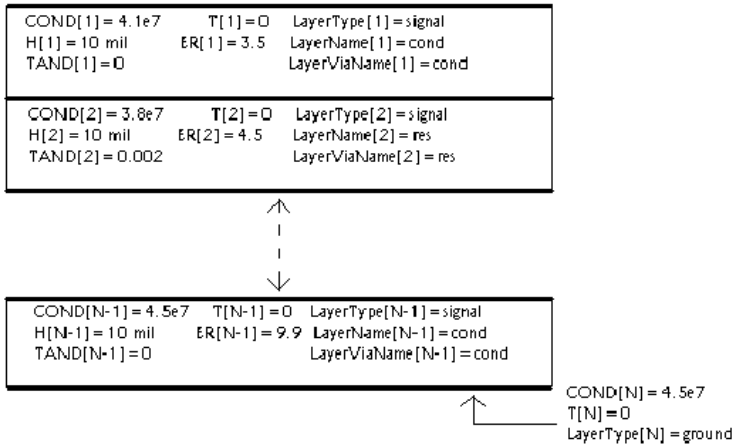 COND[1] = 4.1e7 T[1] = 0 LayerType[1] = signal
H[1] = 10 mil ER[1] = 3.5 LayerName[1] = cond
TAND[1] = 0 LayerViaName[1] = cond
COND[2] = 3.8e7 T[2] = 0 LayerType[2] = signal
H[2] = 10 mil ER[2] = 4.5 LayerName[2] = res
TAND[2] = 0.002 LayerViaName[2] = res
COND[N-1] = 4.5e7 T[N-1] = 0 LayerType[N-1] = signal
H[N-1] = 10 mil ER[N-1] = 9.9 LayerName[N-1] = cond
TAND[N-1] = 0 LayerViaName[N-1] = cond
COND[N] = 4.5e7
T[N] = 0
LayerType[N] = ground